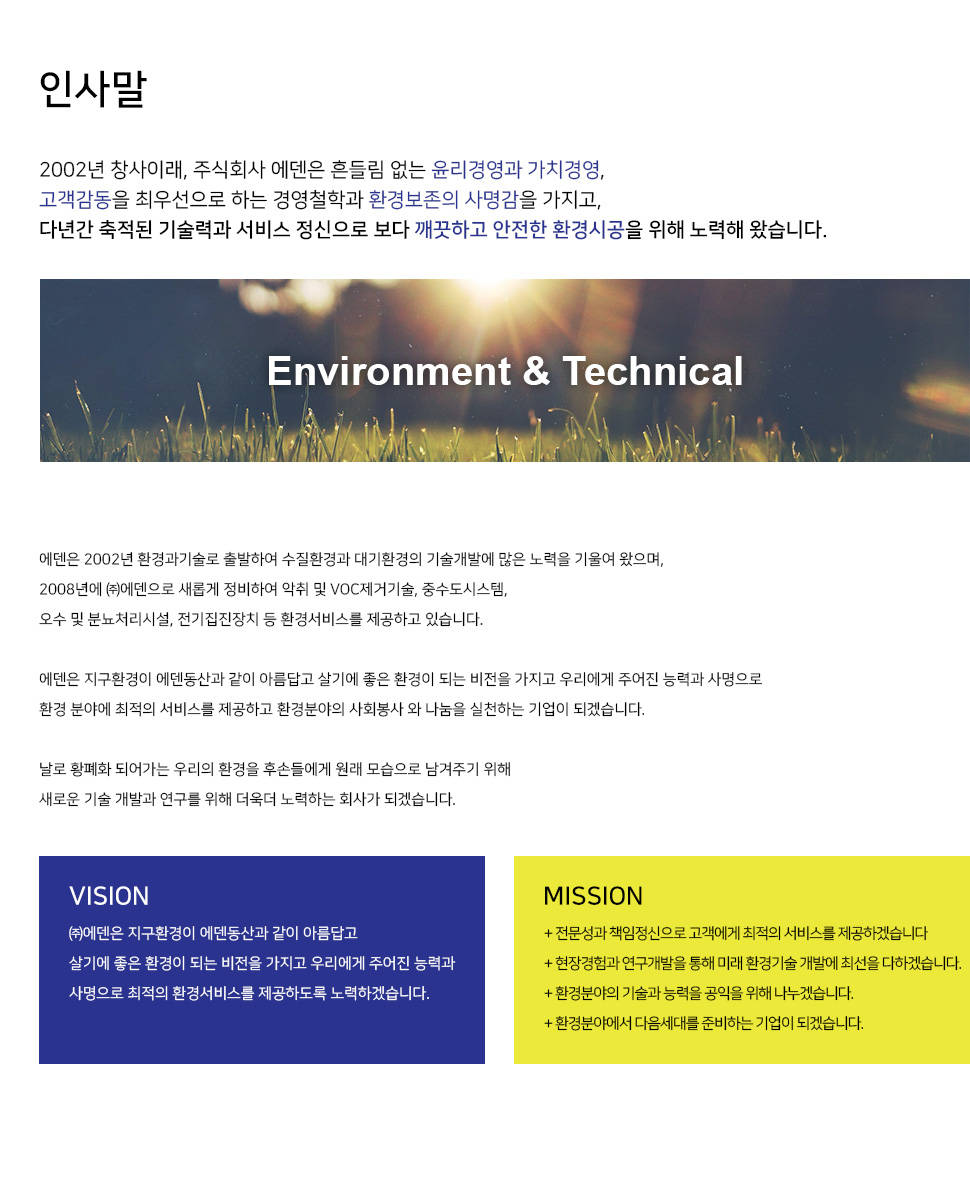 인사말
2002년 창사이래, 주식회사 에덴은 흔들림 없는 윤리경영과 가치경영,
고객감동을 최우선으로 하는 경영철학과 환경보존의 사명감을 가지고,
다년간 축적된 기술력과 서비스 정신으로 보다 깨끗하고 안전한 환경시공을 위해 노력해 왔습니다.
Environment & Technical
에덴은 2002년 환경과기술로 출발하여 수질환경과 대기환경의 기술개발에 많은 노력을 기울여 왔으며,
2008년에 ㈜에덴으로 새롭게 정비하여 악취 및 VOC제거기술, 중수도시스템,
오수 및 분뇨처리시설, 전기집진장치 등 환경서비스를 제공하고 있습니다.
에덴은 지구환경이 에덴동산과 같이 아름답고 살기에 좋은 환경이 되는 비전을 가지고 우리에게 주어진 능력과 사명으로
환경 분야에 최적의 서비스를 제공하고 환경분야의 사회봉사 와 나눔을 실천하는 기업이 되겠습니다.
날로 황폐화 되어가는 우리의 환경을 후손들에게 원래 모습으로 남겨주기 위해
새로운 기술 개발과 연구를 위해 더욱더 노력하는 회사가 되겠습니다.
VISION
㈜에덴은 지구환경이 에덴동산과 같이 아름답고
살기에 좋은 환경이 되는 비전을 가지고 우리에게 주어진 능력과
사명으로 최적의 환경서비스를 제공하도록 노력하겠습니다.
MISSION
+ 전문성과 책임정신으로 고객에게 최적의 서비스를 제공하겠습니다
+ 현장경험과 연구개발을 통해 미래 환경기술 개발에 최선을 다하겠습니다.
+ 환경분야의 기술과 능력을 공익을 위해 나누겠습니다.
+ 환경분야에서 다음세대를 준비하는 기업이 되겠습니다.